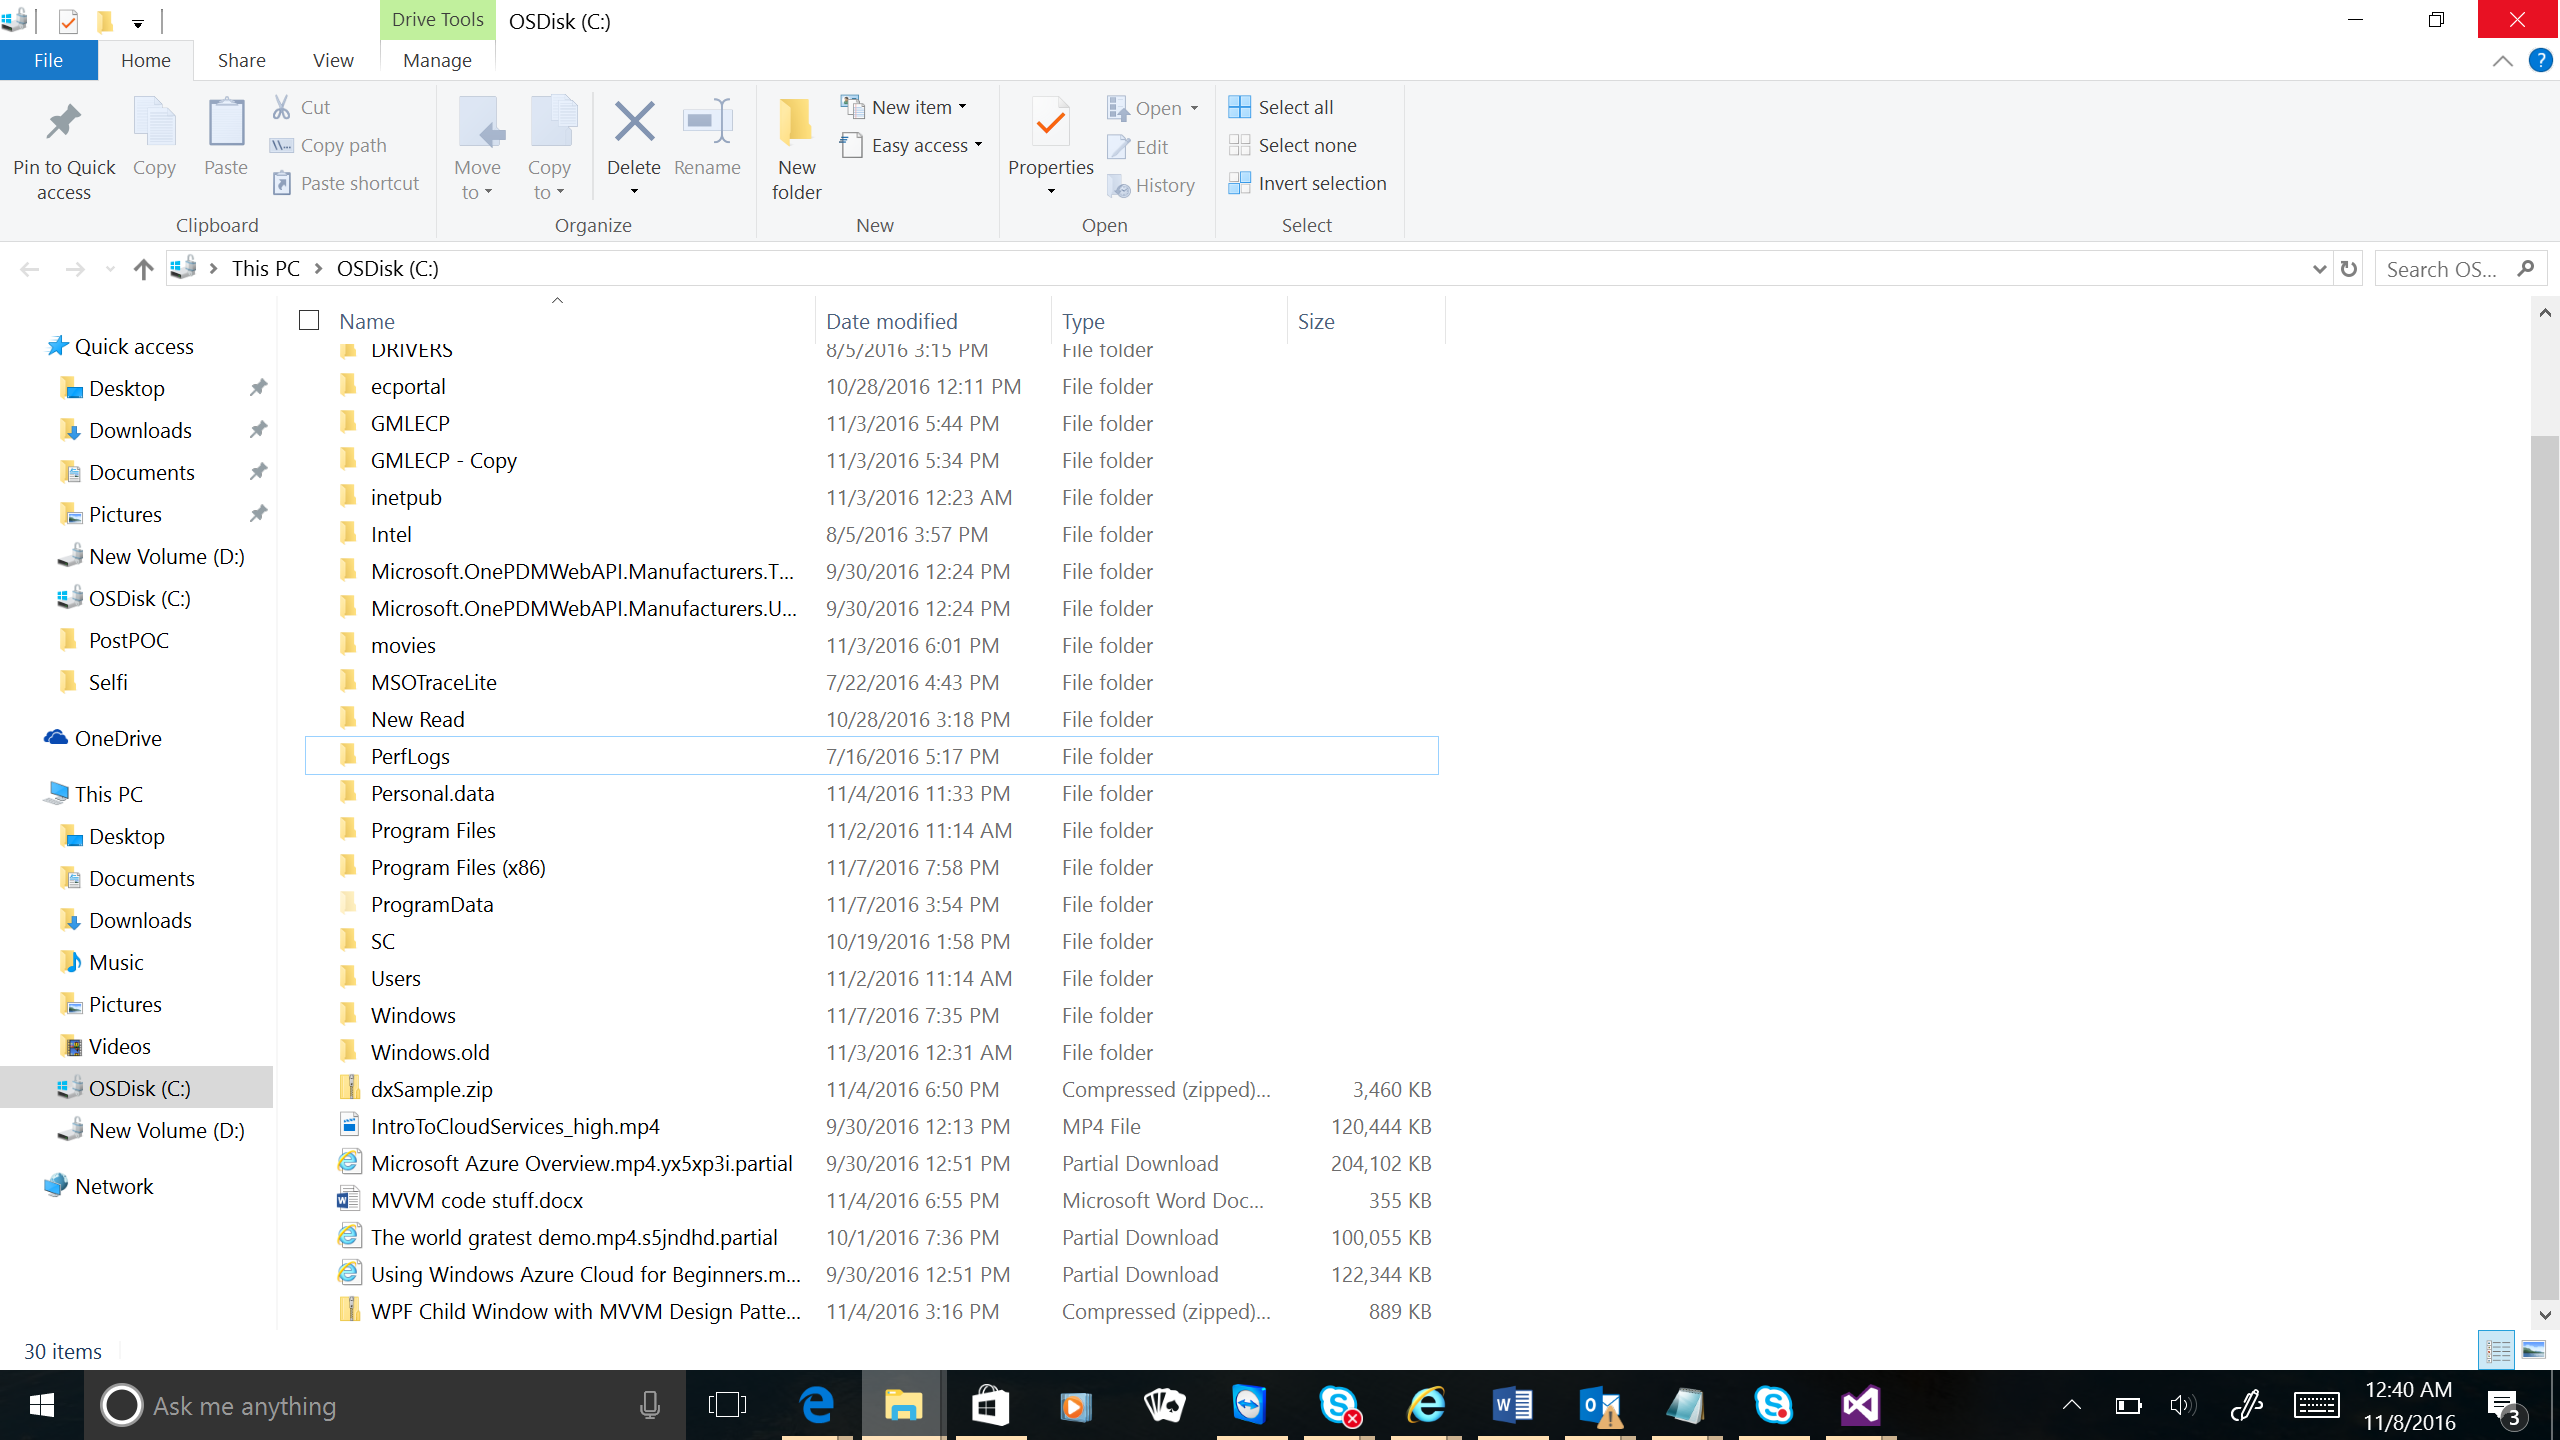 Drive Tools
OSDisk (C:)
File
Home
Share
View
Manage
Pin to Quick access
Copy
Paste
Cut
Copy path
Paste shortcut
Clipboard
Move to
Copy to
Delete
Rename
Organize
New folder
New item
Easy access
New
Properties
Open
Edit
History
Open
Select all
Select none
Invert selection
Select
This PC
OSDisk (C:)
Search OS...
Quick access
Desktop
Downloads
Documents
Pictures
New Volume (D:)
OSDisk (C:)
PostPOC
Selfi
OneDrive
This PC
Desktop
Documents
Downloads
Music
Pictures
Videos
OSDisk (C:)
New Volume (D:)
Network
Name Date modified Type Size
DRIVERS 8/5/2016 3:15 PM File folder
ecportal 10/28/2016 12:11 PM File folder
GMLECP 11/3/2016 5:44 PM File folder
GMLECP - Copy 11/3/2016 5:34 PM File folder
inetpub 11/3/2016 12:23 AM File folder
Intel 8/5/2016 3:57 PM File folder
Microsoft.OnePDMWebAPI.Manufacturers.T... 9/30/2016 12:24 PM File folder
Microsoft.OnePDMWebAPI.Manufacturers.U... 9/30/2016 12:24 PM File folder
movies 11/3/2016 6:01 PM File folder
MSOTraceLite 7/22/2016 4:43 PM File folder
New Read 10/28/2016 3:18 PM File folder
PerfLogs 7/16/2016 5:17 PM File folder
Personal.data 11/4/2016 11:33 PM File folder
Program Files 11/2/2016 11:14 AM File folder
Program Files (x86) 11/7/2016 7:58 PM File folder
ProgramData 11/7/2016 3:54 PM File folder
SC 10/19/2016 1:58 PM File folder
Users 11/2/2016 11:14 AM File folder
Windows 11/7/2016 7:35 PM File folder
Windows.old 11/3/2016 12:31 AM File folder
dxSample.zip 11/4/2016 6:50 PM Compressed (zipped)... 3,460 KB
IntroToCloudServices_high.mp4 9/30/2016 12:13 PM MP4 File 120,444 KB
Microsoft Azure Overview.mp4.yx5xp3i.partial 9/30/2016 12:51 PM Partial Download 204,102 KB
MVVM code stuff.docx 11/4/2016 6:55 PM Microsoft Word Doc... 355 KB
The world gratest demo.mp4.s5jndhd.partial 10/1/2016 7:36 PM Partial Download 100,055 KB
Using Windows Azure Cloud for Beginners.m... 9/30/2016 12:51 PM Partial Download 122,344 KB
WPF Child Window with MVVM Design Patte... 11/4/2016 3:16 PM Compressed (zipped)... 889 KB
30 items
Ask me anything
12:40 AM
11/8/2016
3